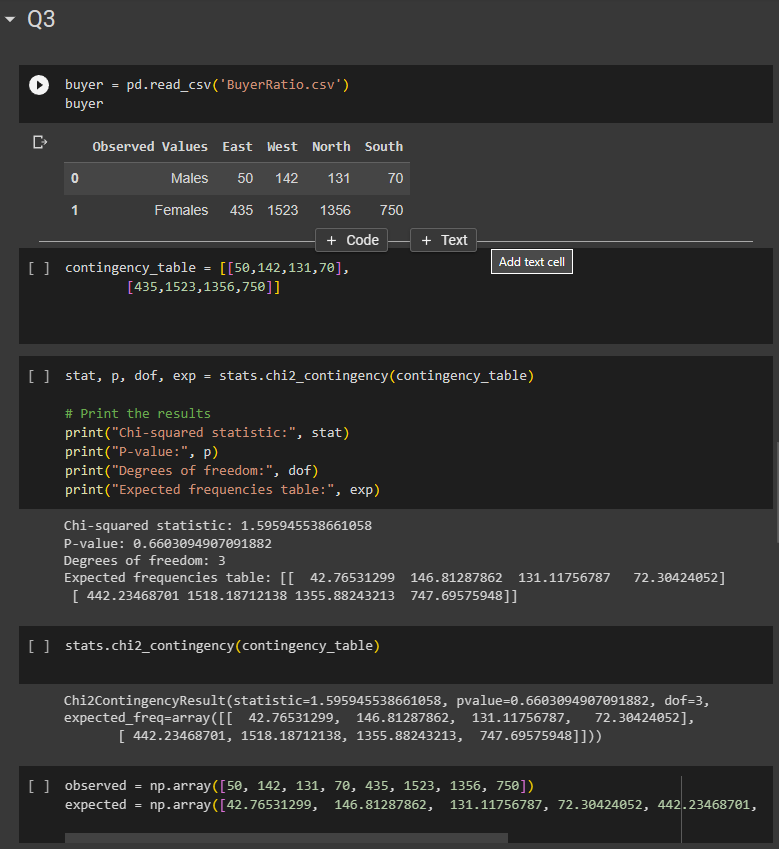 Q3
buyer = pd.read_csv('BuyerRatio.csv')
buyer
Observed Values East West North South
0 Males 50 142 131 70
1 Females 435 1523 1356 750
+ Code + Text
Add text cell
[ ] contingency_table = [[50,142,131,70],
[435,1523,1356,750]]
[ ] stat, p, dof, exp = stats.chi2_contingency(contingency_table)
# Print the results
print("Chi-squared statistic:", stat)
print("P-value:", p)
print("Degrees of freedom:", dof)
print("Expected frequencies table:", exp)
Chi-squared statistic: 1.595945538661058
P-value: 0.6603094907091882
Degrees of freedom: 3
Expected frequencies table: [[ 42.76531299 146.81287862 131.11756787 72.30424052]
[ 442.23468701 1518.18712138 1355.88243213 747.69575948]]
[ ] stats.chi2_contingency(contingency_table)
Chi2ContingencyResult(statistic=1.595945538661058, pvalue=0.6603094907091882, dof=3,
expected_freq=array([[ 42.76531299, 146.81287862, 131.11756787, 72.30424052],
[ 442.23468701, 1518.18712138, 1355.88243213, 747.69575948]]))
[ ] observed = np.array([50, 142, 131, 70, 435, 1523, 1356, 750])
expected = np.array([42.76531299, 146.81287862, 131.11756787, 72.30424052, 442.23468701,